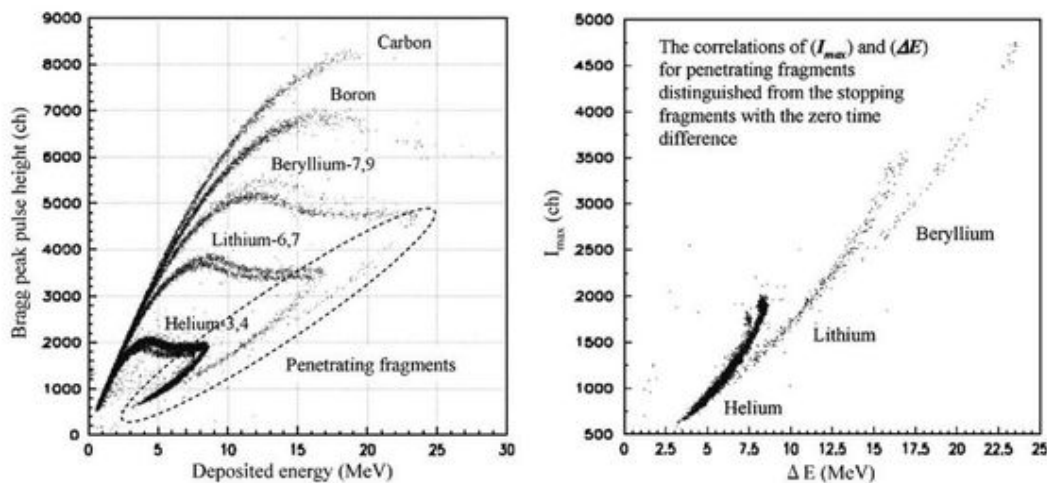 9000
8000
7000
6000
5000
4000
3000
2000
1000
0
Bragg peak pulse height (ch)
Carbon
Boron
Beryllium-7,9
Lithium-6,7
Helium-3,4
Penetrating fragments
0 5 10 15 20 25 30
Deposited energy (MeV)
5000
4500
4000
3500
3000
2500
2000
1500
1000
500
I max (ch)
The correlations of (I max) and (ΔE)
for penetrating fragments
distinguished from the stopping
fragments with the zero time
difference
Beryllium
Lithium
Helium
0 2.5 5 7.5 10 12.5 15 17.5 20 22.5 25
ΔE (MeV)